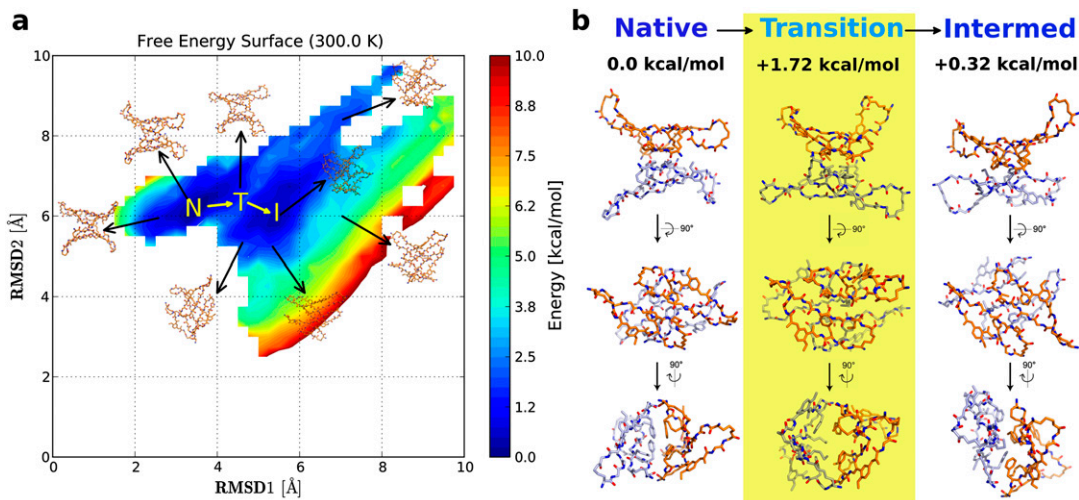 a
Free Energy Surface (300.0 K)
10
8
6
4
2
0
0
2
4
6
8
10
RMSD2 [Å]
RMSD1 [Å]
N
T
I
10.0
8.8
7.5
6.3
5.0
3.8
2.5
1.2
0.0
Energy [kcal/mol]
b
Native
Transition
Intermed
0.0 kcal/mol
+1.72 kcal/mol
+0.32 kcal/mol
-90°
-90°
-90°
90°
90°
90°